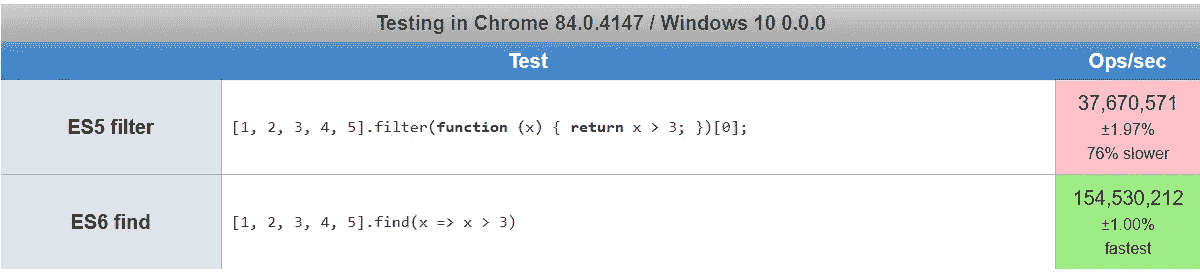 Testing in Chrome 84.0.4147 / Windows 10 0.0.0
Test Ops/sec
ES5 filter [1, 2, 3, 4, 5].filter(function (x) { return x > 3; })[0]; 37,670,571
±1.97%
76% slower
ES6 find [1, 2, 3, 4, 5].find(x => x > 3) 154,530,212
±1.00%
fastest